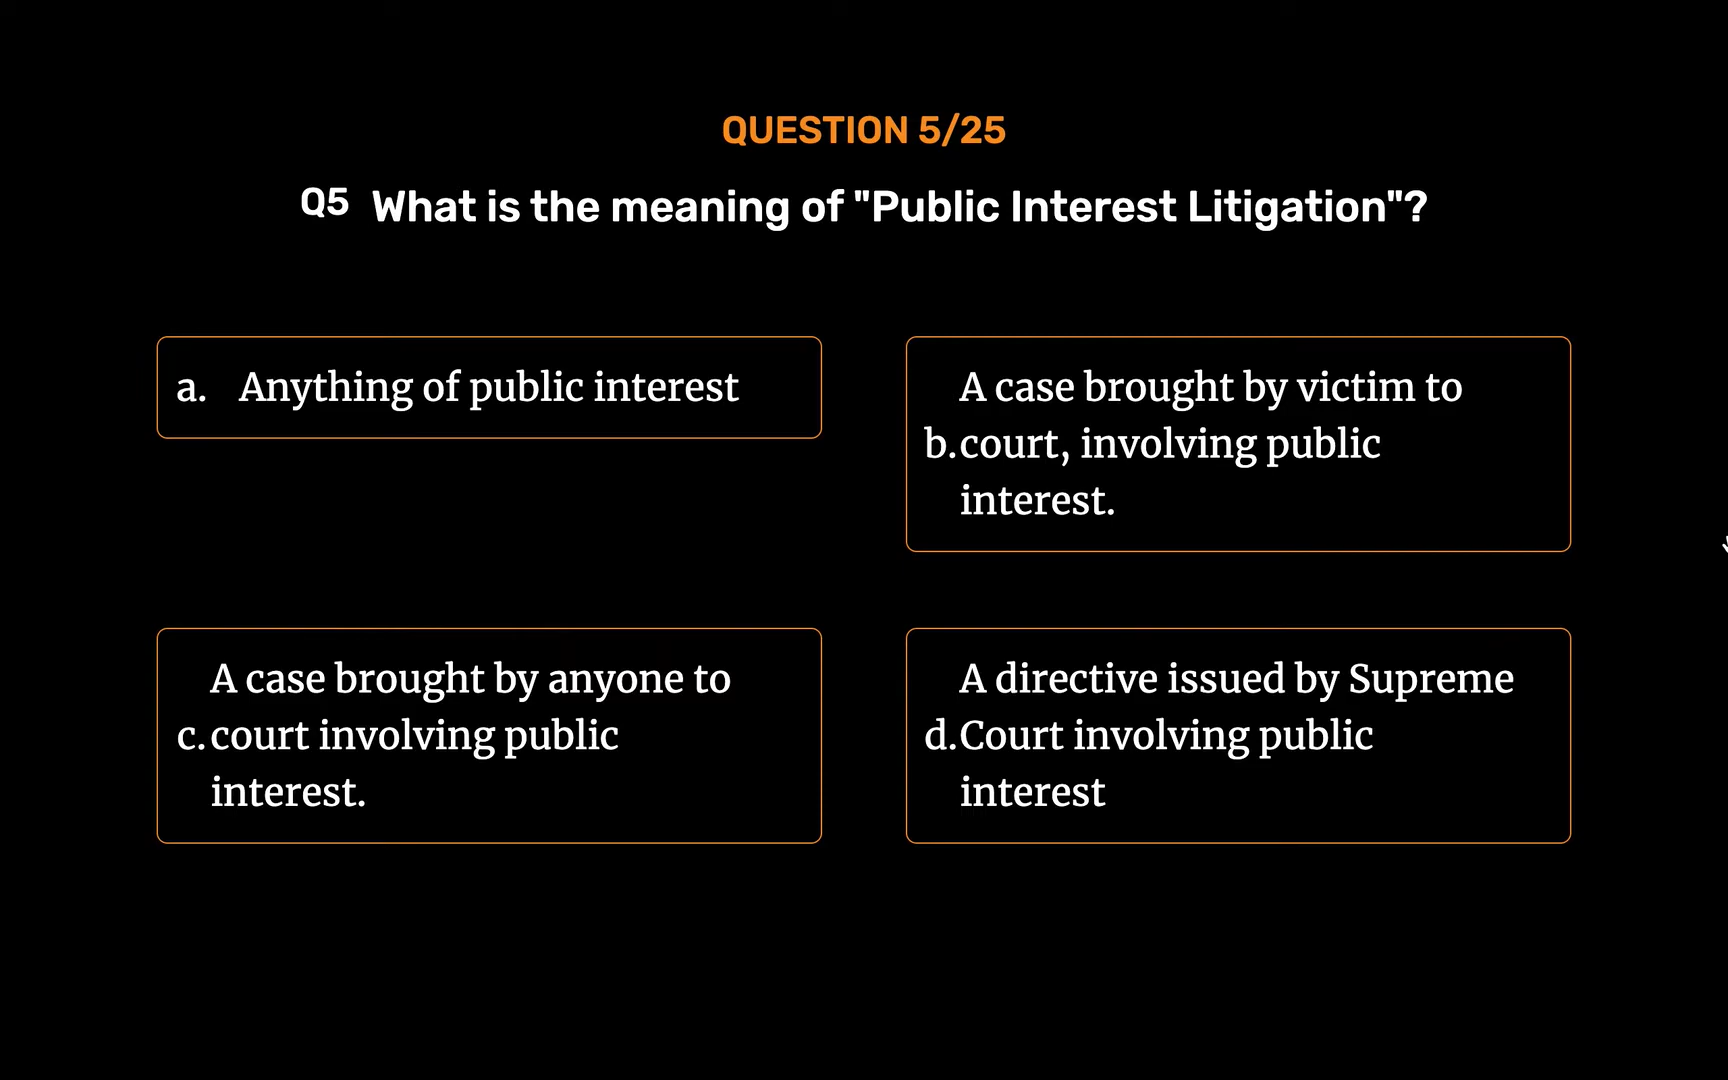 QUESTION 5/25
Q5 What is the meaning of "Public Interest Litigation"?
a. Anything of public interest
A case brought by victim to
b. court, involving public
interest.
A case brought by anyone to
c. court involving public
interest.
A directive issued by Supreme
d. Court involving public
interest